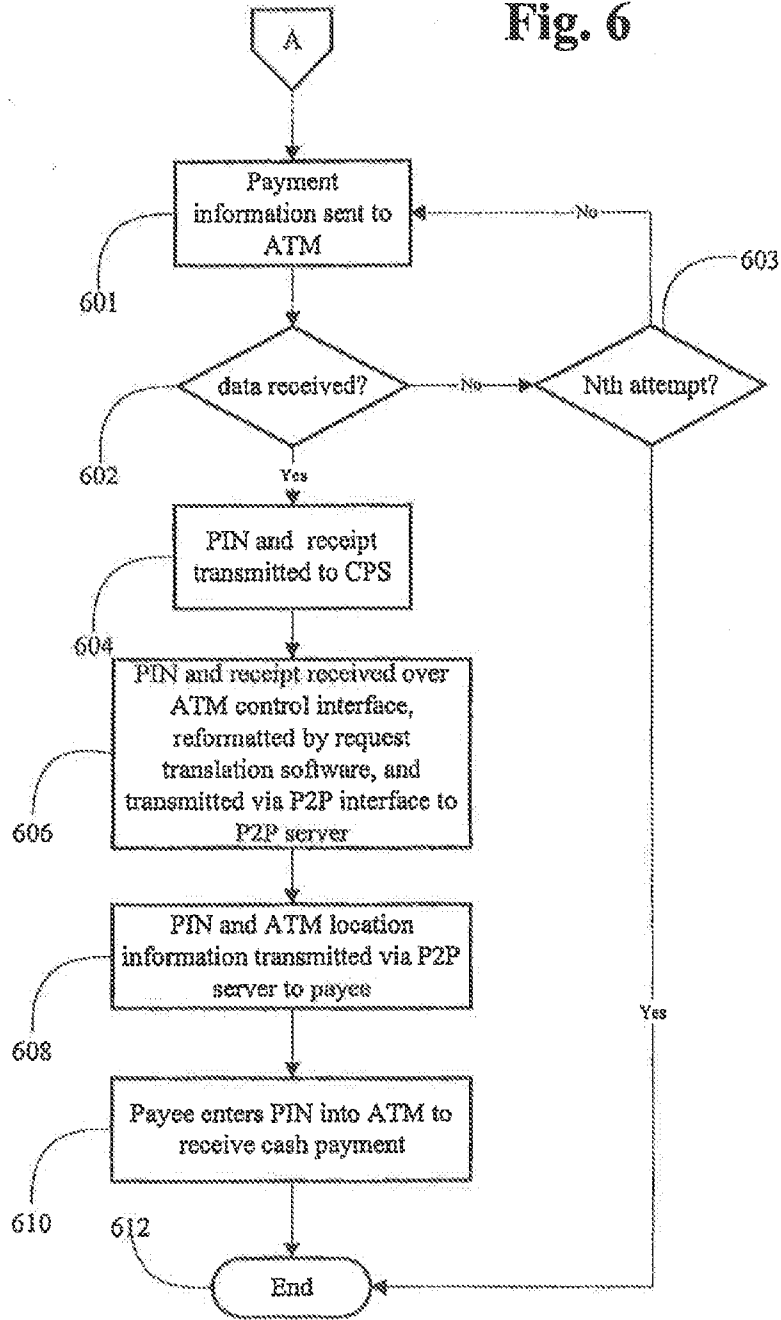 Fig. 6
A
Payment
information sent to
ATM
601
No
603
data received?
No
Nth attempt?
602
Yes
PIN and receipt
transmitted to CPS
604
PIN and receipt received over
ATM control interface,
reformatted by request
translation software, and
transmitted via P2P interface to
P2P server
606
PIN and ATM location
information transmitted via P2P
server to payee
608
Yes
Payee enters PIN into ATM to
receive cash payment
610
612
End